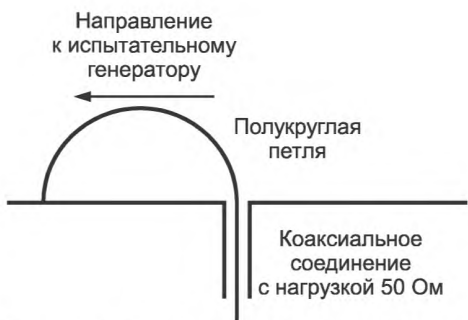 Направление
к испытательному
генератору
Полукруглая
петля
Коаксиальное
соединение
с нагрузкой 50 Ом